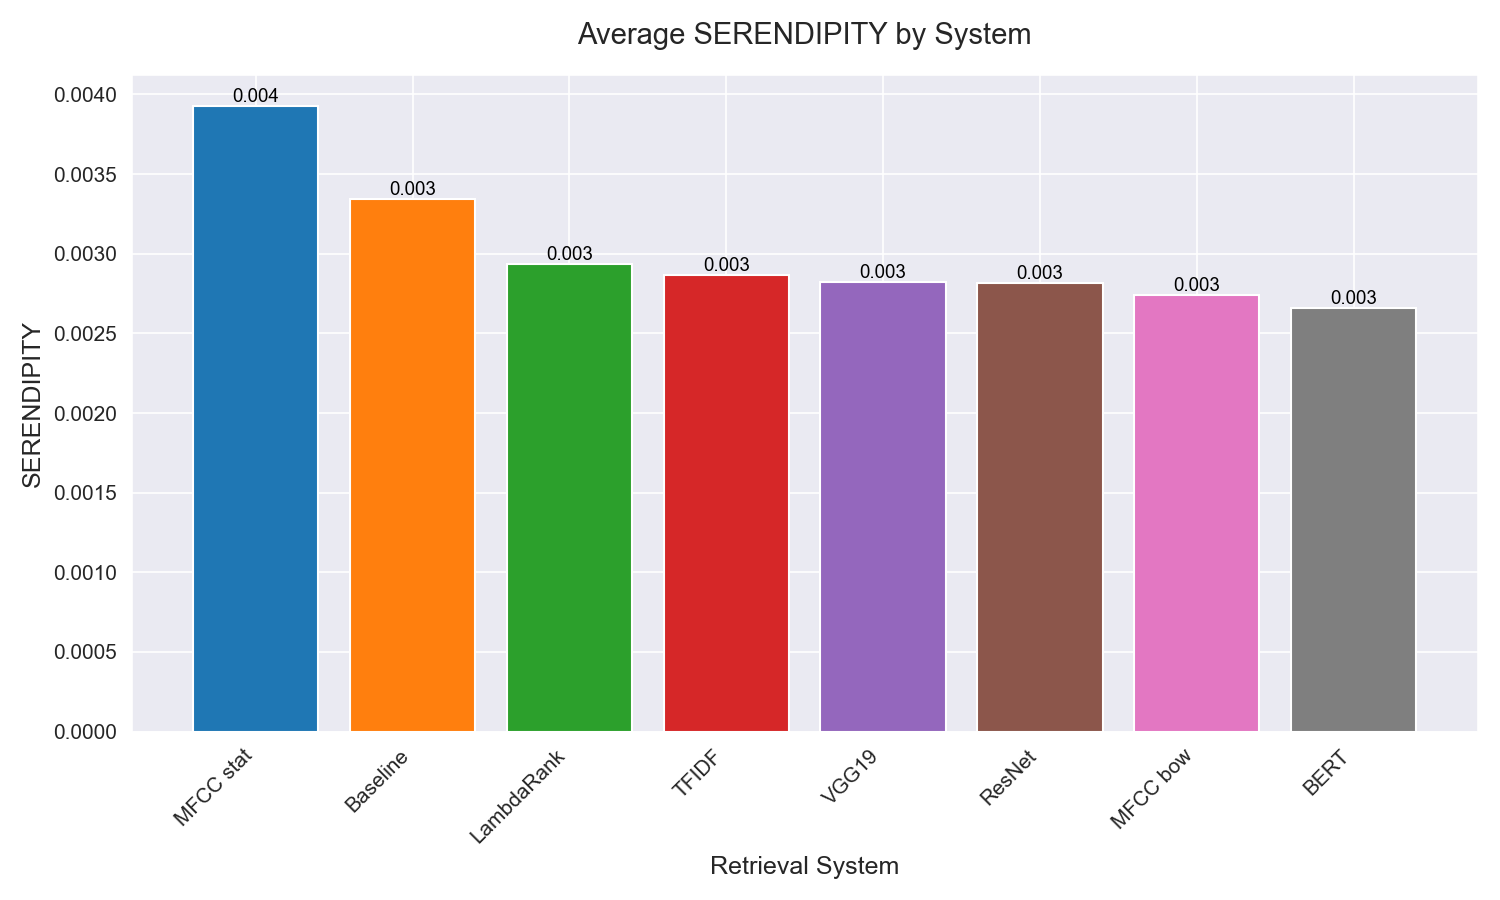 Average SERENDIPITY by System
SERENDIPITY
0.0040
0.0035
0.0030
0.0025
0.0020
0.0015
0.0010
0.0005
0.0000
0.004
0.003
0.003
0.003
0.003
0.003
0.003
0.003
MFCC stat
Baseline
LambdaRank
TFIDF
VGG19
ResNet
MFCC bow
BERT
Retrieval System